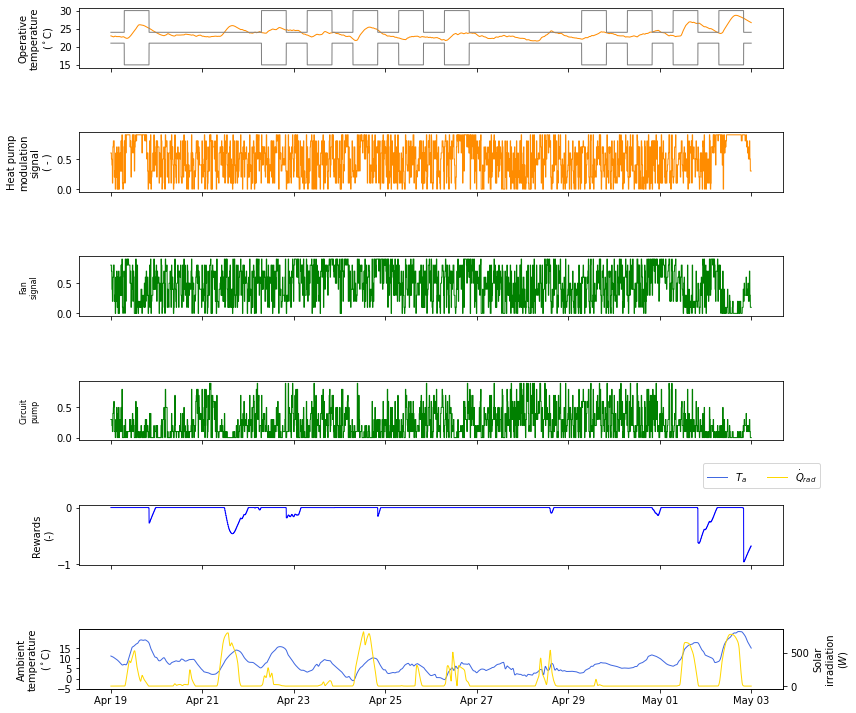 Operative
temperature
(°C)
30
25
20
15
Heat pump
modulation
signal
( - )
0.5
0.0
Fan
signal
0.5
0.0
Circuit
pump
0.5
0.0
T_a
Q̇_rad
Rewards
(-)
0
−1
Ambient
temperature
(°C)
15
10
5
0
−5
500
0
Solar
irradiation
(W)
Apr 19 Apr 21 Apr 23 Apr 25 Apr 27 Apr 29 May 01 May 03